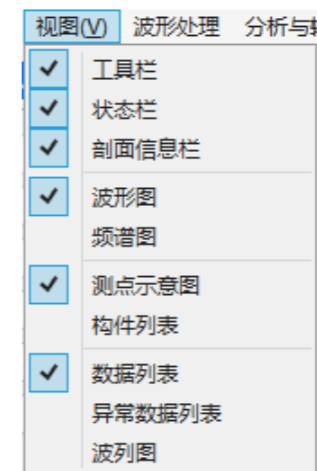 视图(V) 波形处理 分析与
工具栏
状态栏
剖面信息栏
波形图
频谱图
测点示意图
构件列表
数据列表
异常数据列表
波列图